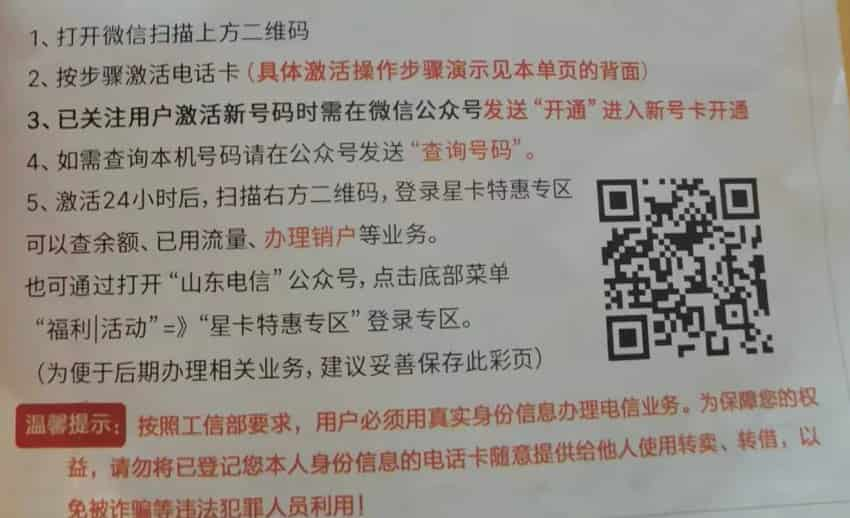 1、打开微信扫描上方二维码
2、按步骤激活电话卡（具体激活操作步骤演示见本单页的背面）
3、已关注用户激活新号码时需在微信公众号发送“开通”进入新号卡开通
4、如需查询本机号码请在公众号发送“查询号码”。
5、激活24小时后，扫描右方二维码，登录星卡特惠专区
可以查余额、已用流量、办理销户等业务。
也可通过打开“山东电信”公众号，点击底部菜单
“福利|活动”=》“星卡特惠专区”登录专区。
（为便于后期办理相关业务，建议妥善保存此彩页）
温馨提示：按照工信部要求，用户必须用真实身份信息办理电信业务。为保障您的权
益，请勿将已登记您本人身份信息的电话卡随意提供给他人使用转卖、转借，以
免被诈骗等违法犯罪人员利用！